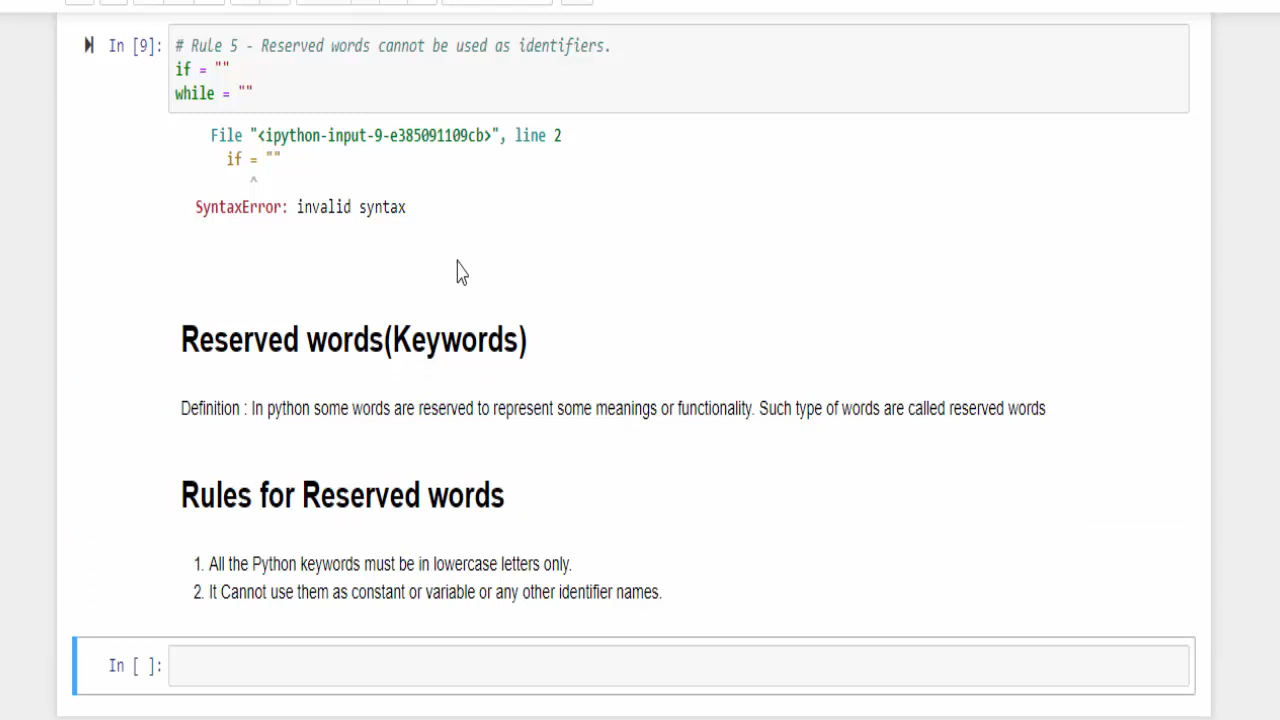 In [9]: # Rule 5 - Reserved words cannot be used as identifiers.
if = ""
while = ""
File "<ipython-input-9-e385091109cb>", line 2
if = ""
^
SyntaxError: invalid syntax
Reserved words(Keywords)
Definition : In python some words are reserved to represent some meanings or functionality. Such type of words are called reserved words
Rules for Reserved words
1. All the Python keywords must be in lowercase letters only.
2. It Cannot use them as constant or variable or any other identifier names.
In [ ]: